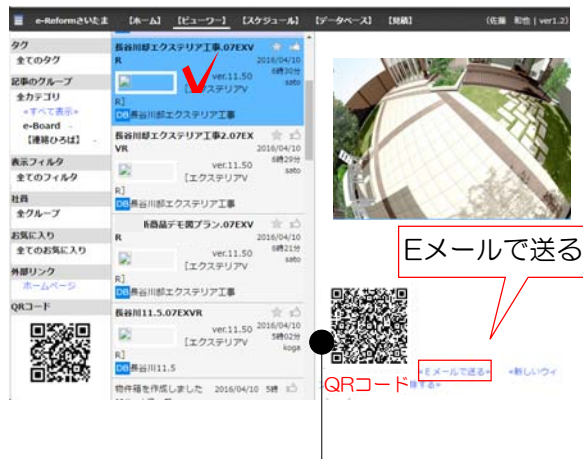 e-Reformさいたま 【ホーム】 【ビューワー】 【スケジュール】 【データベース】 【見積】 (佐藤 和也 | ver1.2)
タグ
全てのタグ
記事のグループ
全カテゴリ
«すべて表示»
e-Board -
【連絡ひろば】 -
表示フィルタ
全てのフィルタ
社員
全グループ
お気に入り
全てのお気に入り
外部リンク
ホームページ
QRコード
長谷川邸エクステリア工事.07EXV
R 2016/04/10
6時30分
ver.11.50 sato
エクステリアV
R]
DB長谷川邸エクステリア工事
長谷川邸エクステリア工事2.07EX
VR 2016/04/10
6時29分
ver.11.50 sato
[エクステリアV
R]
DB長谷川邸エクステリア工事
新商品デモ図プラン.07EXV
R 2016/04/10
6時21分
ver.11.50 sato
[エクステリアV
R]
DB長谷川邸エクステリア工事
長谷川11.5.07EXVR
2016/04/10
ver.11.50 5時02分
[エクステリアV koga
R]
DB長谷川11.5
物件箱を作成しました 2016/04/10 5時
Eメールで送る
QRコード
«Eメールで送る» «新しいウィ
する»